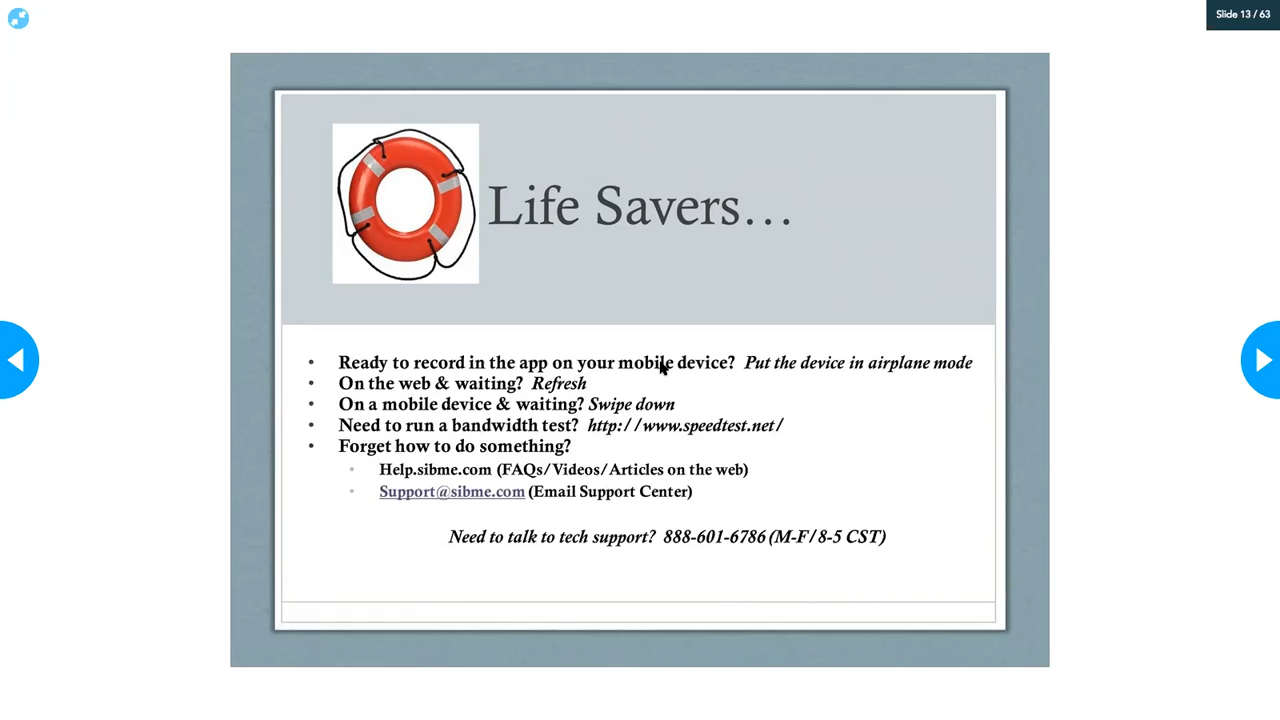 Slide 13 / 63
Life Savers...
• Ready to record in the app on your mobile device? Put the device in airplane mode
• On the web & waiting? Refresh
• On a mobile device & waiting? Swipe down
• Need to run a bandwidth test? http://www.speedtest.net/
• Forget how to do something?
• Help.sibme.com (FAQs/Videos/Articles on the web)
• Support@sibme.com (Email Support Center)
Need to talk to tech support? 888-601-6786 (M-F/8-5 CST)